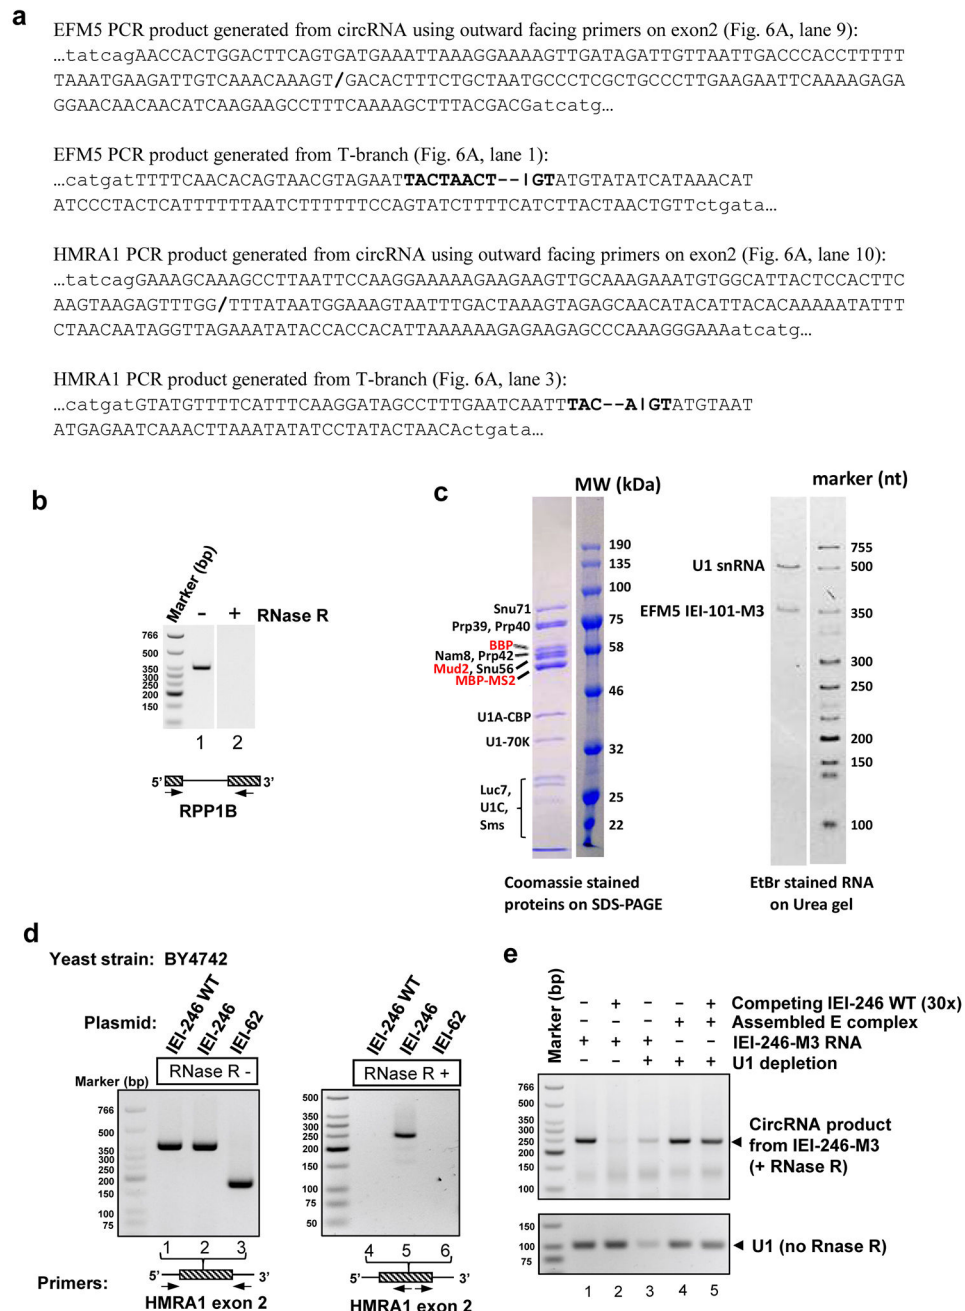 a
EFM5 PCR product generated from circRNA using outward facing primers on exon2 (Fig. 6A, lane 9):
...tatcagAACCACTGGACTTCAGTGATGAAATTAAAGGAAAAGTTGATAGATTGTTAATTGACCCACCTTTTT
TAAATGAAGATTGTCAAACAAAGT/GACACTTTCTGCTAATGCCCTCGCTGCCCTTGAAGAATTCAAAAGAGA
GGAACAACAACATCAAGAAGCCTTTCAAAAGCTTTACGACGatcatg...
EFM5 PCR product generated from T-branch (Fig. 6A, lane 1):
...catgatTTTTCAACACAGTAACGTAGAATTACTAACT--|GTATGTATATCATAAACAT
ATCCCTACTCATTTTTTAATCTTTTTTCCAGTATCTTTTCATCTTACTAACTGTTctgata...
HMRA1 PCR product generated from circRNA using outward facing primers on exon2 (Fig. 6A, lane 10):
...tatcagGAAAGCAAAGCCTTAATTCCAAGGAAAAAGAAGAAGTTGCAAAGAAATGTGGCATTACTCCACTTC
AAGTAAGAGTTTGG/TTTATAATGGAAAGTAATTTGACTAAAGTAGAGCAACATACATTACACAAAAATATTT
CTAACAATAGGTTAGAAATATACCACCACATTAAAAAAGAGAAGAGCCCAAAGGGAAAatcatg...
HMRA1 PCR product generated from T-branch (Fig. 6A, lane 3):
...catgatGTATGTTTTCATTTCAAGGATAGCCTTTGAATCAATTTAC--A|GTATGTAAT
ATGAGAATCAAACTTAAATATATCCTATACTAACActgata...
b
Marker (bp)
- + RNase R
766
500
350
300
250
200
150
1 2
5' 3'
RPP1B
c
MW (kDa)
190
135
100
75
58
46
32
25
22
Snu71
Prp39, Prp40
BBP
Nam8, Prp42
Mud2, Snu56
MBP-MS2
U1A-CBP
U1-70K
Luc7,
U1C,
Sms
Coomassie stained
proteins on SDS-PAGE
marker (nt)
U1 snRNA
EFM5 IEI-101-M3
755
500
350
300
250
200
150
100
EtBr stained RNA
on Urea gel
d
Yeast strain: BY4742
Plasmid:
IEI-246 WT
IEI-246
IEI-62
RNase R -
Marker (bp)
766
500
350
300
250
200
150
100
75
1 2 3
Primers:
5' 3'
HMRA1 exon 2
IEI-246 WT
IEI-246
IEI-62
RNase R +
500
350
300
250
200
150
100
75
50
4 5 6
5' 3'
HMRA1 exon 2
e
Marker (bp)
- + - - + Competing IEI-246 WT (30x)
- - - + + Assembled E complex
+ + + - - IEI-246-M3 RNA
- - + + + U1 depletion
766
500
350
300
250
200
150
100
CircRNA product
from IEI-246-M3
(+ RNase R)
150
100
75
U1 (no Rnase R)
1 2 3 4 5